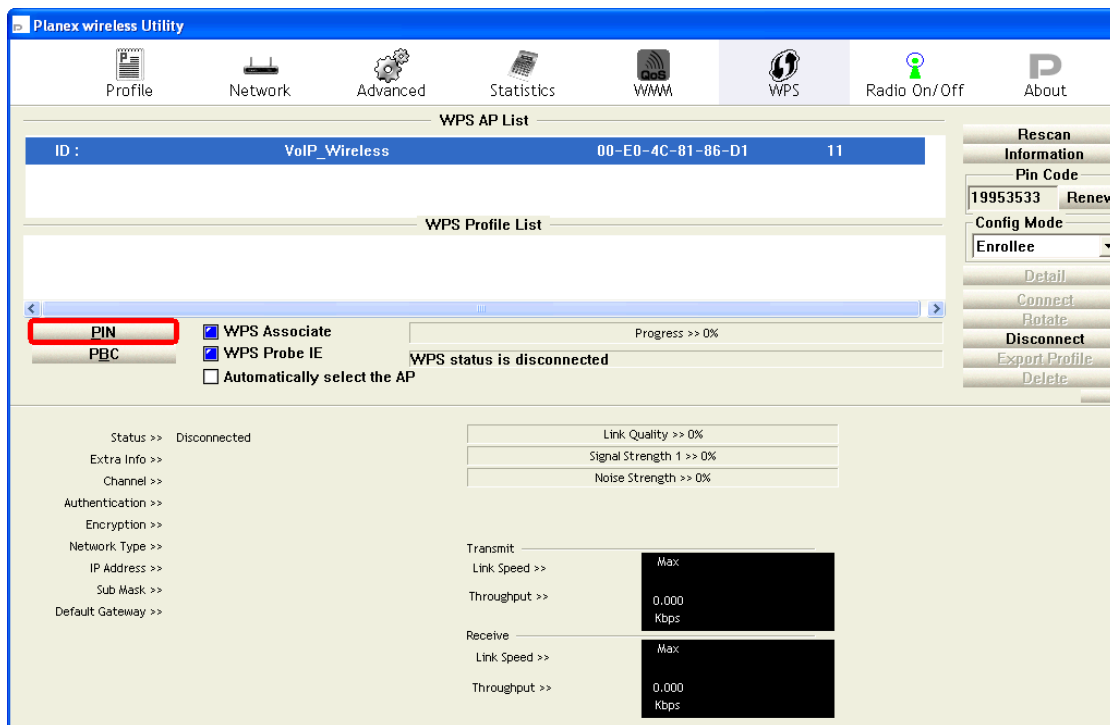 Planex wireless Utility
Profile Network Advanced Statistics WMM WPS Radio On/Off About
QoS
WPS AP List
ID : VoIP_Wireless 00-E0-4C-81-86-D1 11
Rescan
Information
Pin Code
19953533 Renew
Config Mode
Enrollee
WPS Profile List
Detail
Connect
Rotate
Disconnect
Export Profile
Delete
PIN
PBC
WPS Associate
WPS Probe IE
Automatically select the AP
Progress >> 0%
WPS status is disconnected
Status >> Disconnected
Extra Info >>
Channel >>
Authentication >>
Encryption >>
Network Type >>
IP Address >>
Sub Mask >>
Default Gateway >>
Link Quality >> 0%
Signal Strength 1 >> 0%
Noise Strength >> 0%
Transmit
Link Speed >>
Throughput >>
Max
0.000
Kbps
Receive
Link Speed >>
Throughput >>
Max
0.000
Kbps